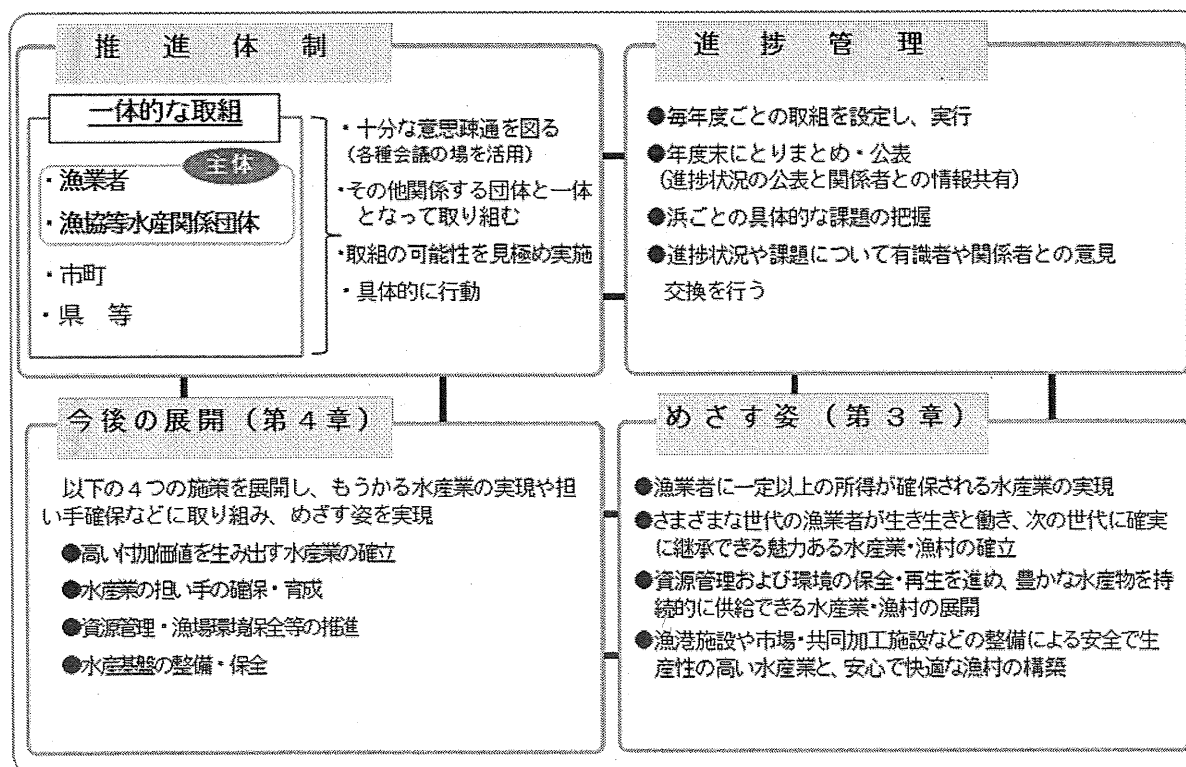 推進体制
一体的な取組
主体
・漁業者
・漁協等水産関係団体
・市町
・県 等
・十分な意思疎通を図る
(各種会議の場を活用)
・その他関係する団体と一体
となって取り組む
・取組の可能性を見極め実施
・具体的に行動
進捗管理
●毎年度ごとの取組を設定し、実行
●年度末にとりまとめ・公表
(進捗状況の公表と関係者との情報共有)
●浜ごとの具体的な課題の把握
●進捗状況や課題について有識者や関係者との意見
交換を行う
今後の展開(第4章)
以下の4つの施策を展開し、もうかる水産業の実現や担
い手確保などに取り組み、めざす姿を実現
●高い付加価値を生み出す水産業の確立
●水産業の担い手の確保・育成
●資源管理・漁場環境保全等の推進
●水産基盤の整備・保全
めざす姿(第3章)
●漁業者に一定以上の所得が確保される水産業の実現
●さまざまな世代の漁業者が生き生きと働き、次の世代に確実
に継承できる魅力ある水産業・漁村の確立
●資源管理および環境の保全・再生を進め、豊かな水産物を持
続的に供給できる水産業・漁村の展開
●漁港施設や市場・共同加工施設などの整備による安全で生
産性の高い水産業と、安心で快適な漁村の構築